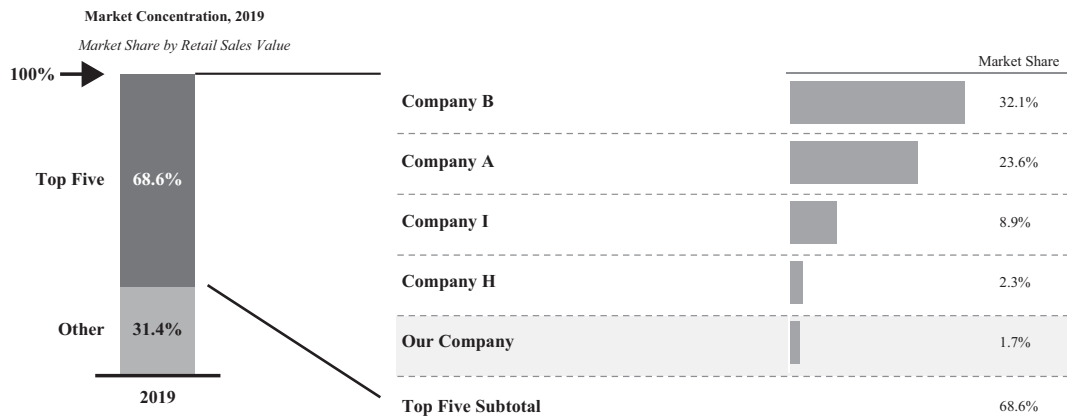 Market Concentration, 2019
Market Share by Retail Sales Value
100%
Top Five
68.6%
Other
31.4%
2019
Market Share
Company B 32.1%
Company A 23.6%
Company I 8.9%
Company H 2.3%
Our Company 1.7%
Top Five Subtotal 68.6%